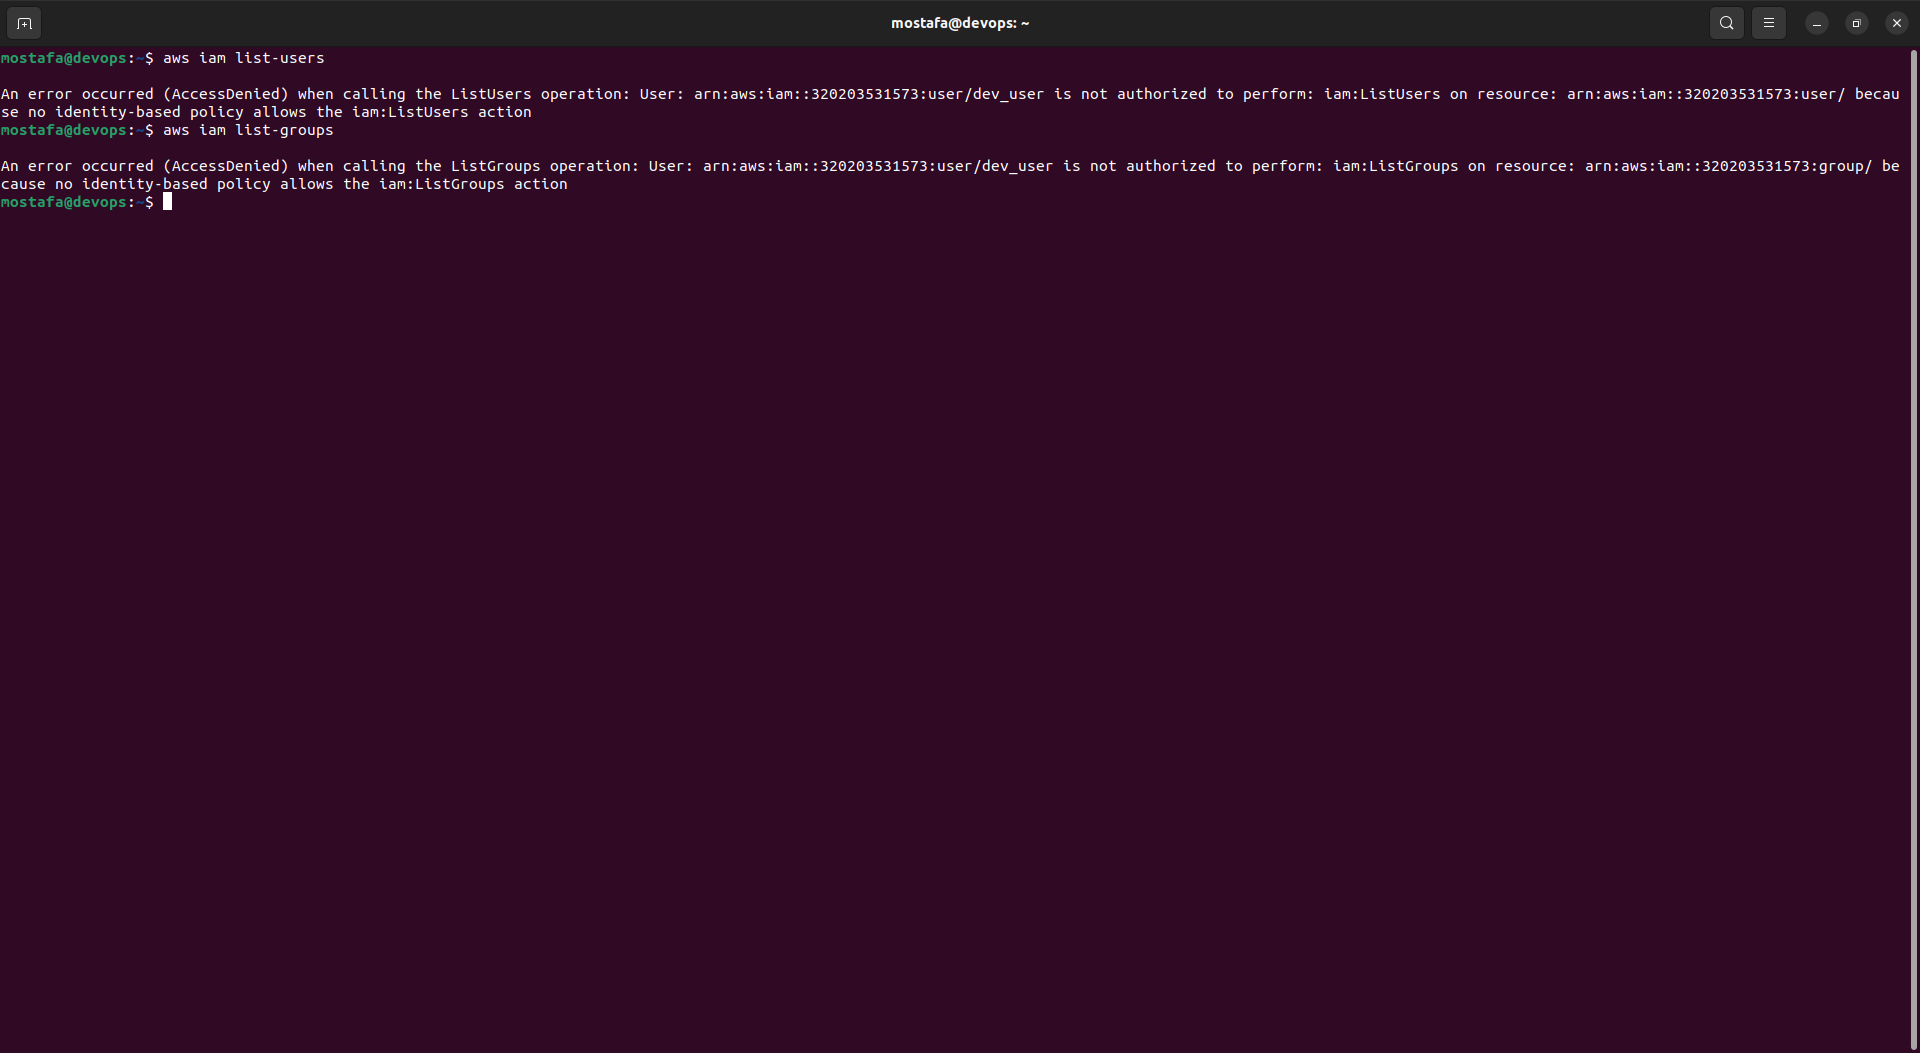 mostafa@devops: ~
mostafa@devops:~$ aws iam list-users
An error occurred (AccessDenied) when calling the ListUsers operation: User: arn:aws:iam::320203531573:user/dev_user is not authorized to perform: iam:ListUsers on resource: arn:aws:iam::320203531573:user/ becau
se no identity-based policy allows the iam:ListUsers action
mostafa@devops:~$ aws iam list-groups
An error occurred (AccessDenied) when calling the ListGroups operation: User: arn:aws:iam::320203531573:user/dev_user is not authorized to perform: iam:ListGroups on resource: arn:aws:iam::320203531573:group/ be
cause no identity-based policy allows the iam:ListGroups action
mostafa@devops:~$